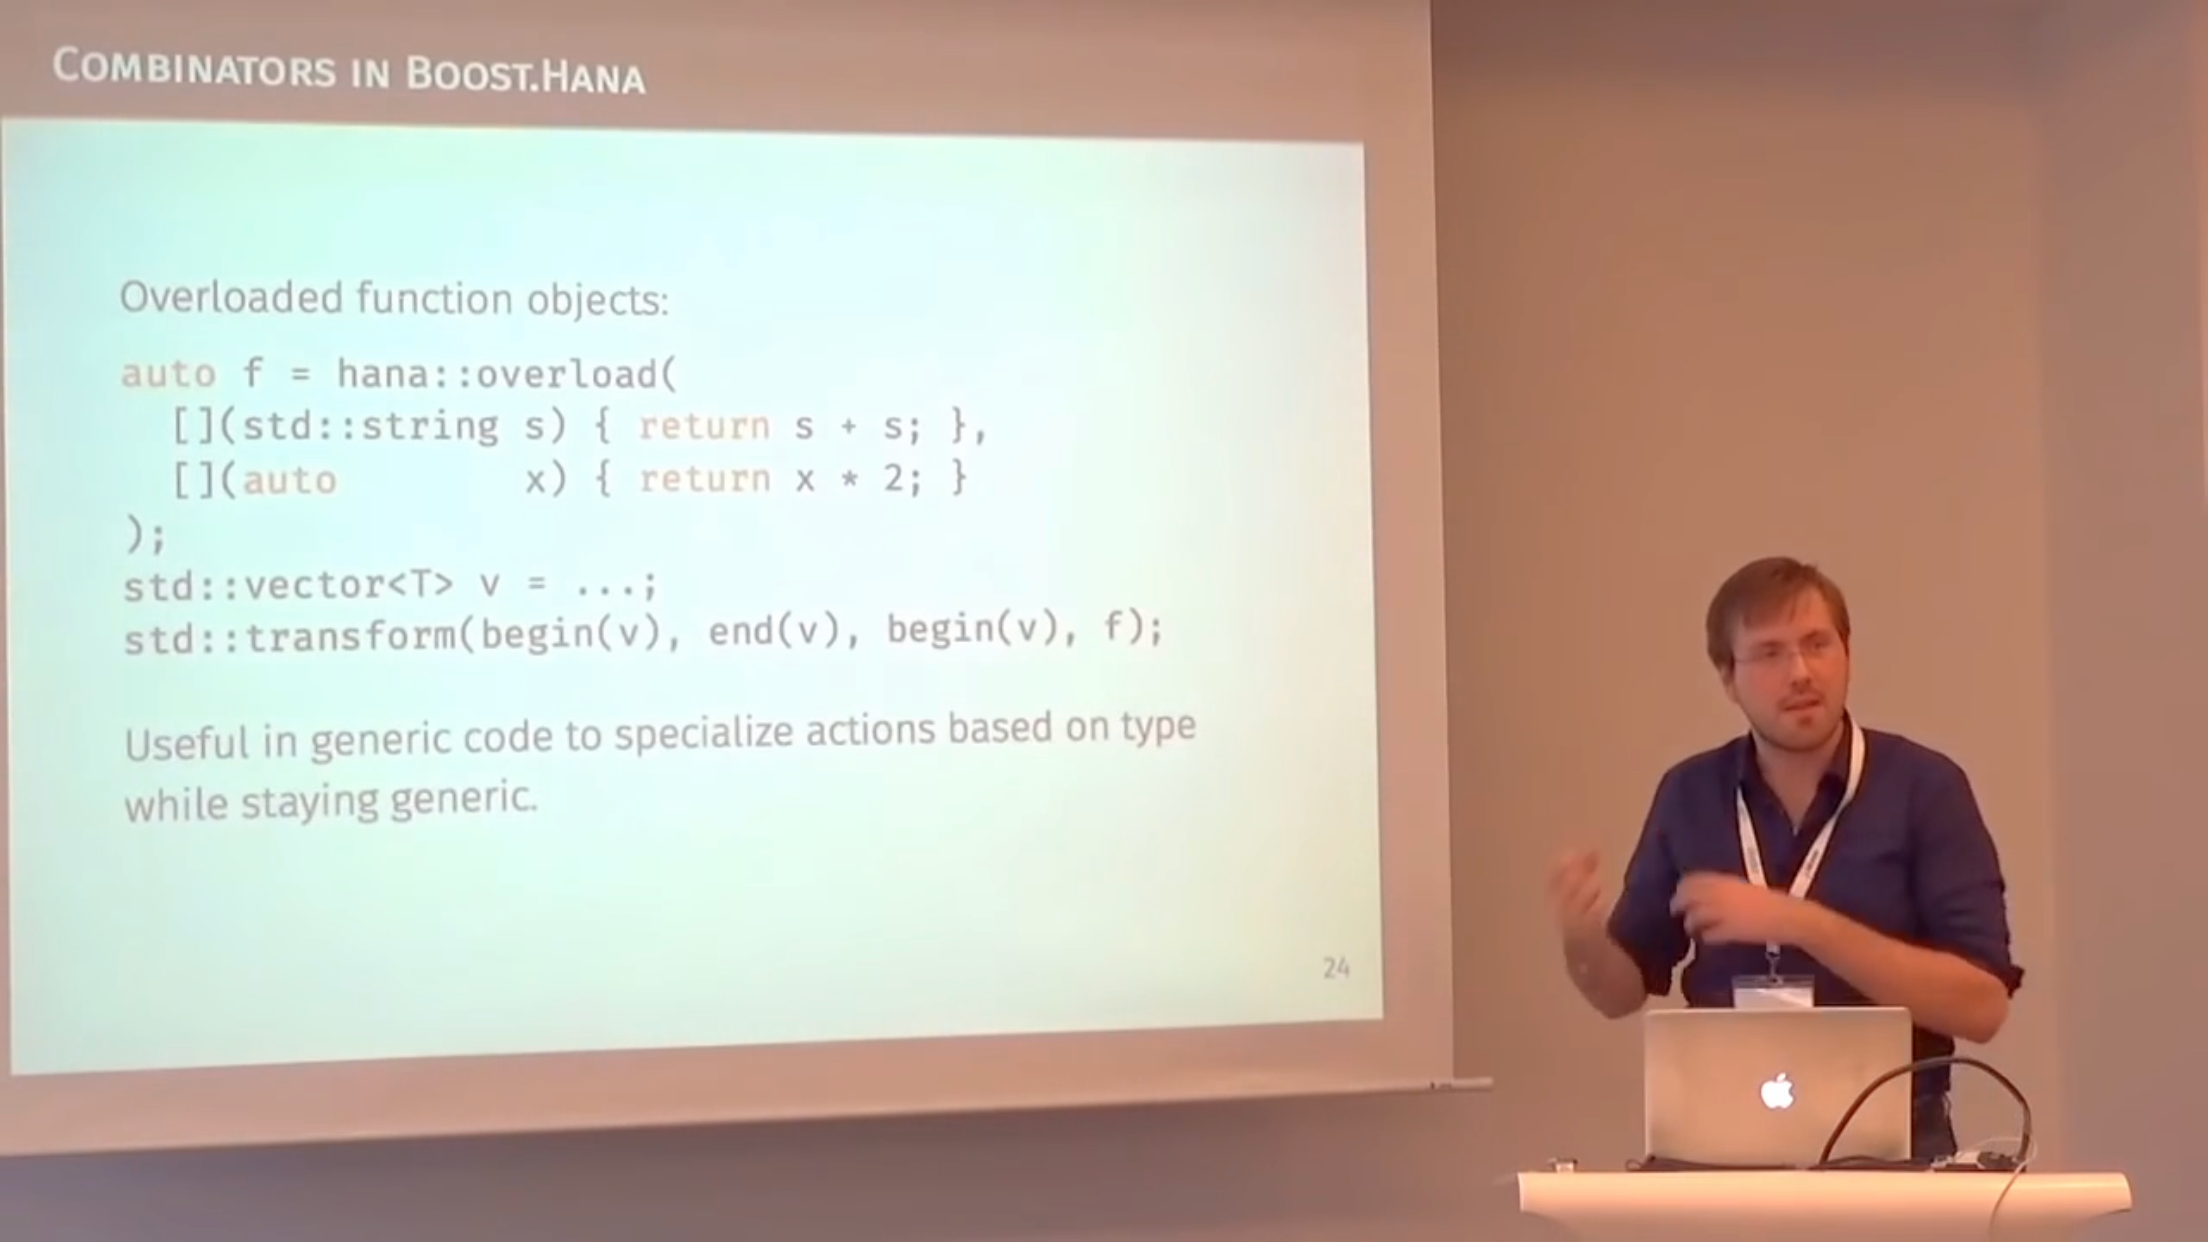 COMBINATORS IN BOOST.HANA
Overloaded function objects:
auto f = hana::overload(
  [](std::string s) { return s + s; },
  [](auto        x) { return x * 2; }
);
std::vector<T> v = ...;
std::transform(begin(v), end(v), begin(v), f);
Useful in generic code to specialize actions based on type
while staying generic.
24